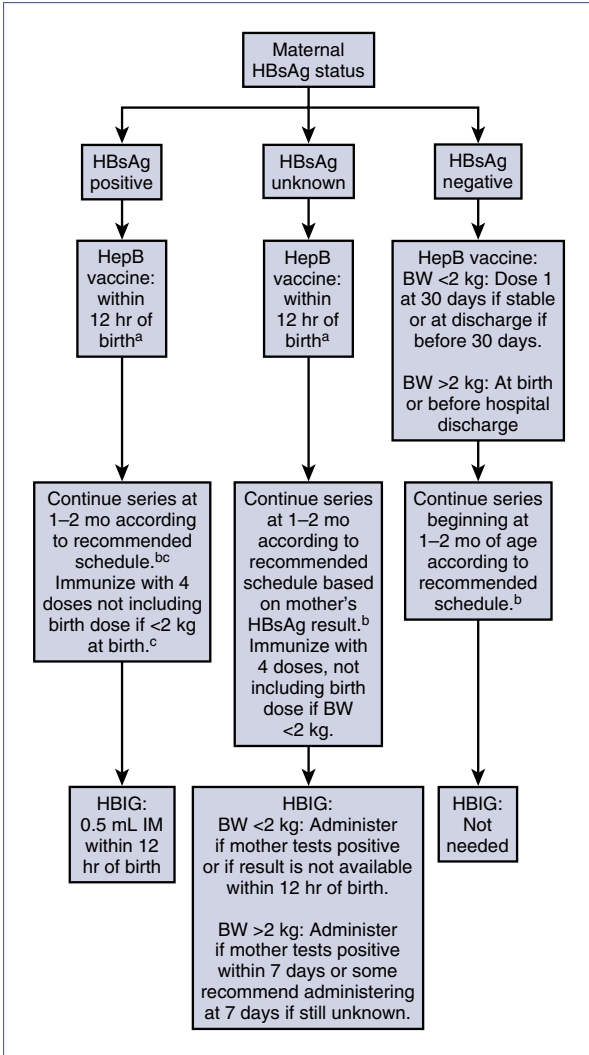 Maternal
HBsAg status
HBsAg
positive
HBsAg
unknown
HBsAg
negative
HepB
vaccine:
within
12 hr of
birthᵃ
HepB
vaccine:
within
12 hr of
birthᵃ
HepB vaccine:
BW <2 kg: Dose 1
at 30 days if stable
or at discharge if
before 30 days.
BW >2 kg: At birth
or before hospital
discharge
Continue series at
1–2 mo according
to recommended
schedule.ᵇᶜ
Immunize with 4
doses not including
birth dose if <2 kg
at birth.ᶜ
Continue series
at 1–2 mo
according to
recommended
schedule based
on mother’s
HBsAg result.ᵇ
Immunize with
4 doses, not
including birth
dose if BW
<2 kg.
Continue series
beginning at
1–2 mo of age
according to
recommended
schedule.ᵇ
HBIG:
0.5 mL IM
within 12
hr of birth
HBIG:
BW <2 kg: Administer
if mother tests positive
or if result is not available
within 12 hr of birth.
BW >2 kg: Administer
if mother tests positive
within 7 days or some
recommend administering
at 7 days if still unknown.
HBIG:
Not
needed